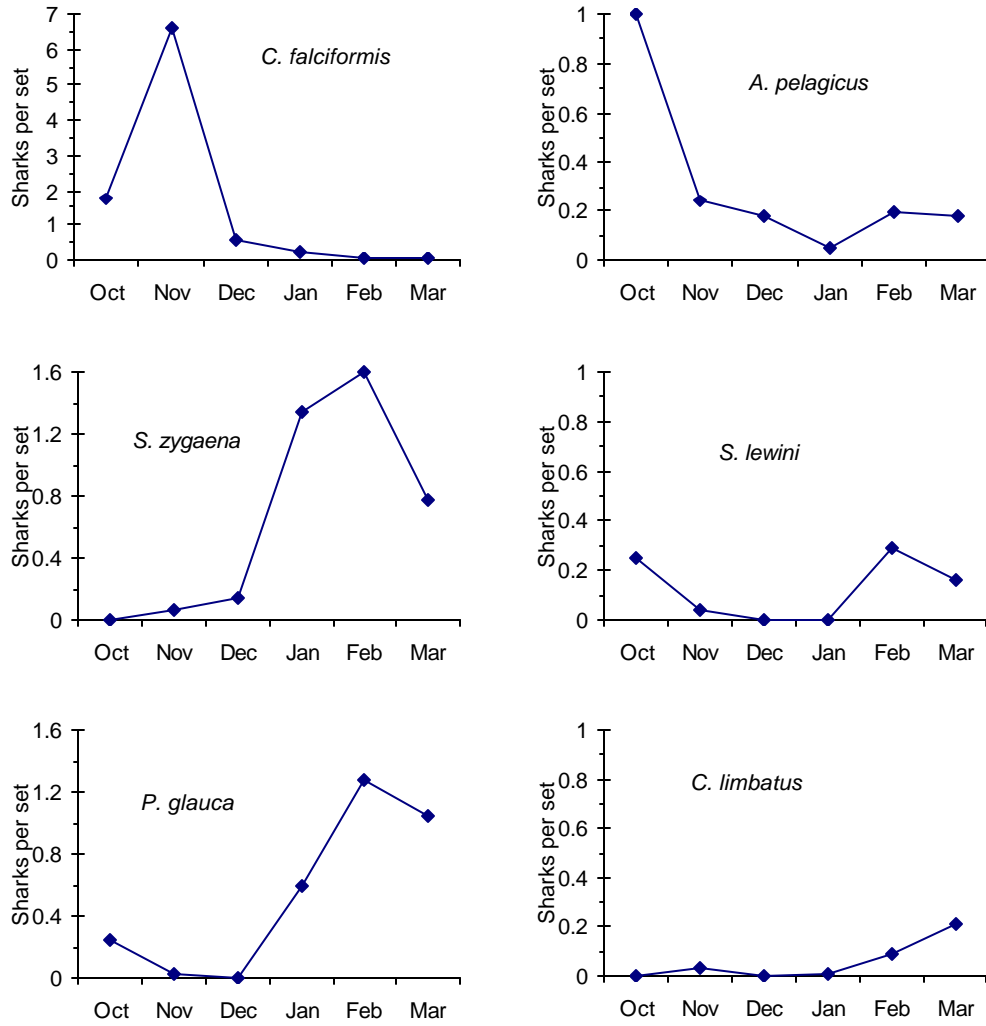 7
6
5
4
3
2
1
0
Sharks per set
C. falciformis
Oct Nov Dec Jan Feb Mar
1
0.8
0.6
0.4
0.2
0
Sharks per set
A. pelagicus
Oct Nov Dec Jan Feb Mar
1.6
1.2
0.8
0.4
0
Sharks per set
S. zygaena
Oct Nov Dec Jan Feb Mar
1
0.8
0.6
0.4
0.2
0
Sharks per set
S. lewini
Oct Nov Dec Jan Feb Mar
1.6
1.2
0.8
0.4
0
Sharks per set
P. glauca
Oct Nov Dec Jan Feb Mar
1
0.8
0.6
0.4
0.2
0
Sharks per set
C. limbatus
Oct Nov Dec Jan Feb Mar